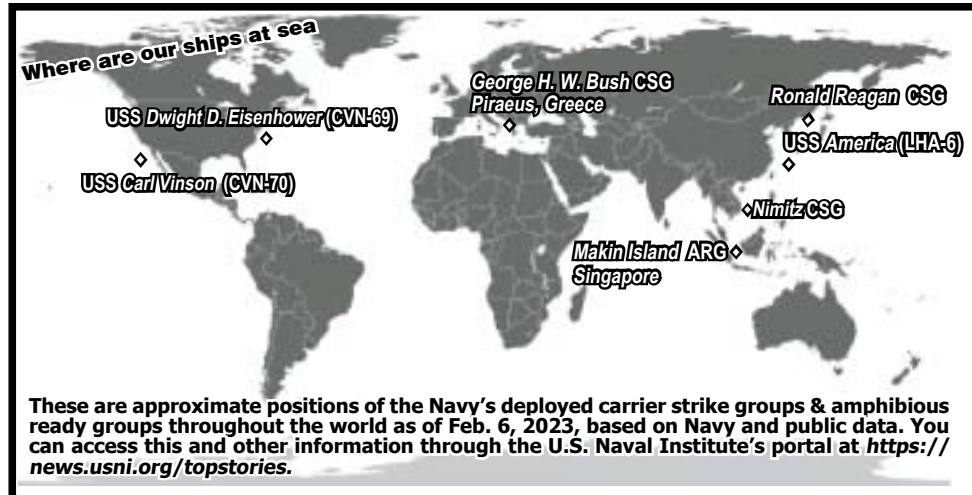 Where are our ships at sea
George H. W. Bush CSG
Piraeus, Greece
Ronald Reagan CSG
USS Dwight D. Eisenhower (CVN-69)
USS America (LHA-6)
USS Carl Vinson (CVN-70)
Nimitz CSG
Makin Island ARG
Singapore
These are approximate positions of the Navy's deployed carrier strike groups & amphibious
ready groups throughout the world as of Feb. 6, 2023, based on Navy and public data. You
can access this and other information through the U.S. Naval Institute's portal at https://
news.usni.org/topstories.